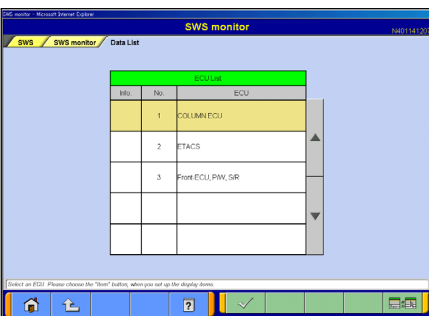 SWS monitor - Microsoft Internet Explorer
SWS monitor
N401141207
SWS SWS monitor Data List
ECU List
Info. No. ECU
1 COLUMN ECU
2 ETACS
3 Front-ECU, P/W, S/R
Select an ECU. Please choose the "Item" button, when you set up the display items.
?